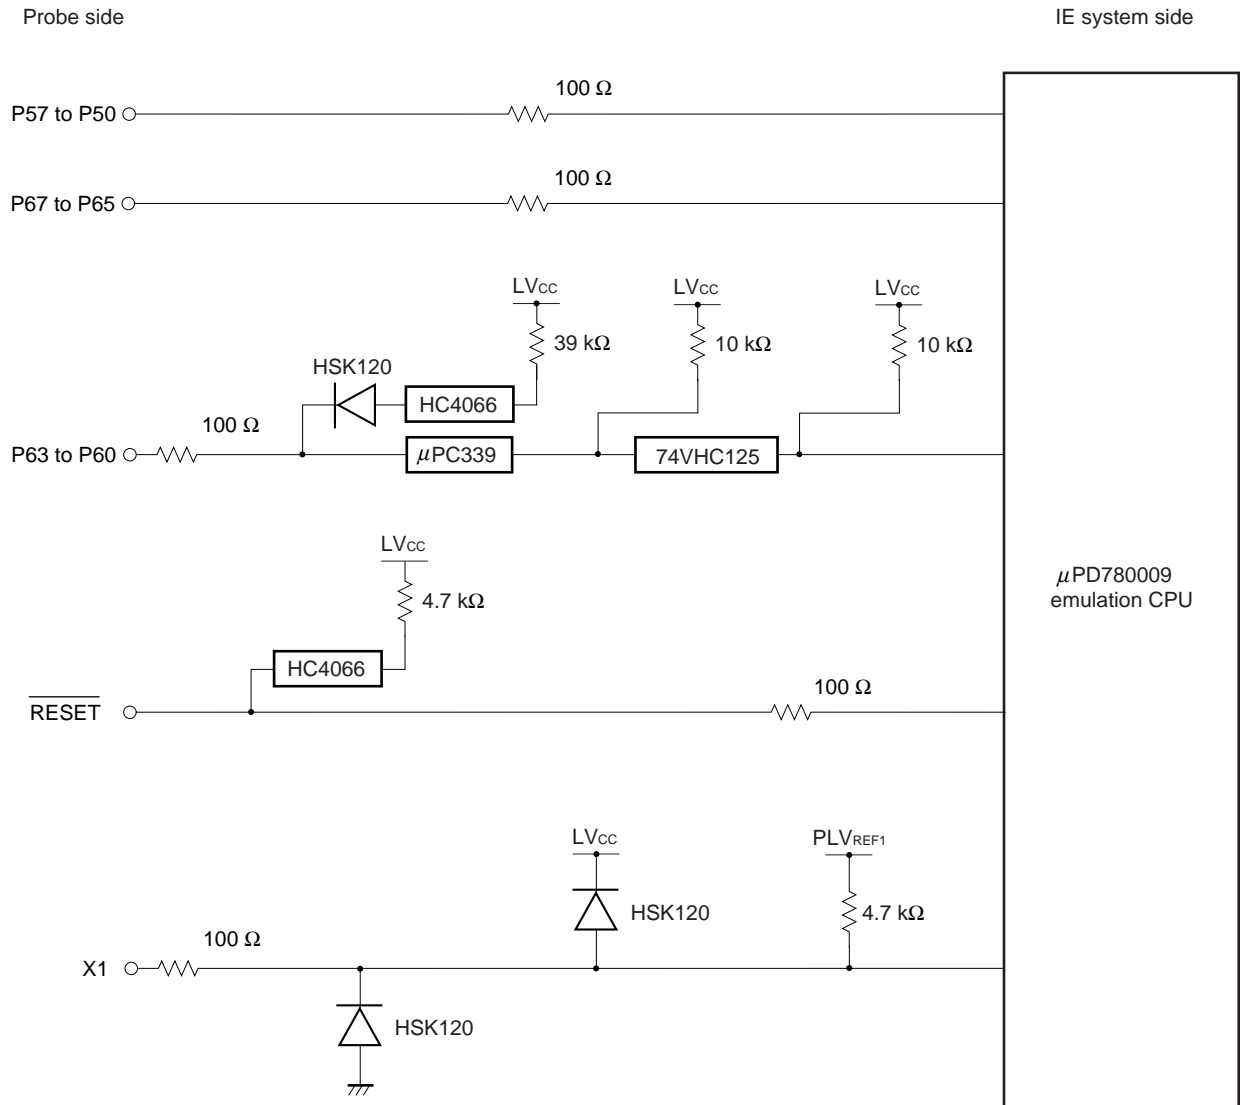 Probe side
IE system side
100 Ω
P57 to P50
100 Ω
P67 to P65
LVCC
LVCC
LVCC
39 kΩ
10 kΩ
10 kΩ
HSK120
HC4066
100 Ω
P63 to P60
μPC339
74VHC125
LVCC
4.7 kΩ
μPD780009
emulation CPU
HC4066
100 Ω
RESET
LVCC
PLVREF1
HSK120
4.7 kΩ
100 Ω
X1
HSK120